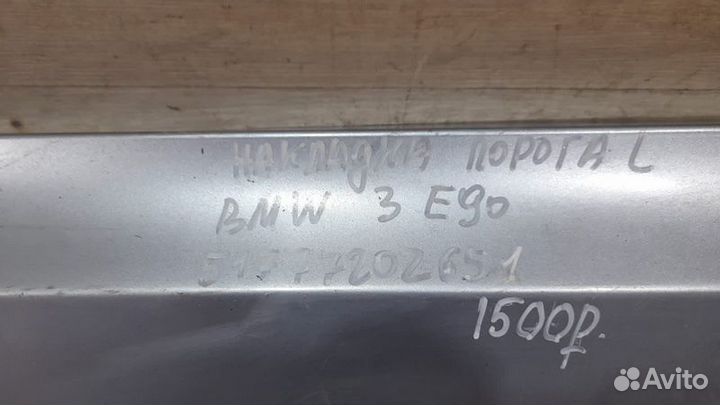 накладка порога L
BMW 3 E90
51777202651
1500р.
Avito